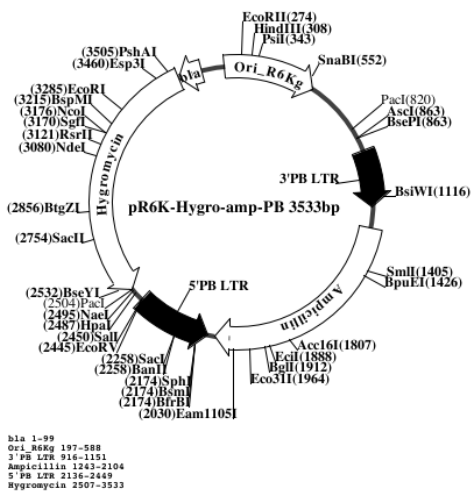 EcoRII(274)
HindIII(308)
PsiI(343)
(3505)PshAI
(3460)Esp3I
bla
Ori_R6Kg
SnaBI(552)
(3285)EcoRI
(3215)BspMI
(3176)NcoI
(3170)SgfI
(3121)RsrII
(3080)NdeI
PacI(820)
AscI(863)
BsePI(863)
Hygromycin
3'PB LTR
BsiWI(1116)
(2856)BtgZI
pR6K-Hygro-amp-PB 3533bp
(2754)SacII
SmlI(1405)
BpuEI(1426)
5'PB LTR
Ampicillin
(2532)BseYI
(2504)PacI
(2495)NaeI
(2487)HpaI
(2450)SalI
(2445)EcoRV
(2258)SacI
(2258)BanII
(2174)SphI
(2174)BsmI
(2174)BfrBI
(2030)Eam1105I
Acc16I(1807)
EciI(1888)
BglI(1912)
Eco31I(1964)
bla 1-99
Ori_R6Kg 197-588
3'PB LTR 916-1151
Ampicillin 1243-2104
5'PB LTR 2136-2449
Hygromycin 2507-3533